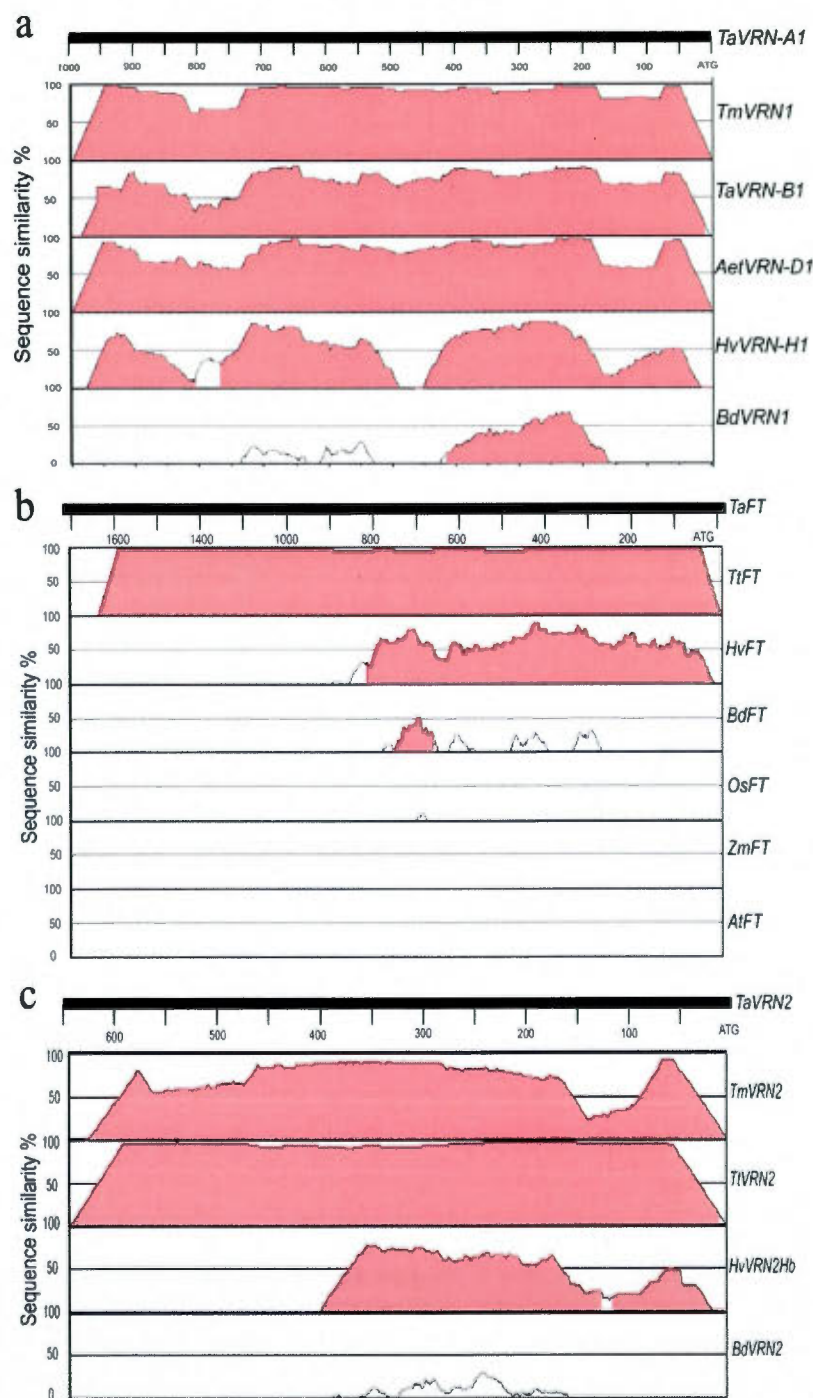 a
TaVRN-A1
1000 900 800 700 600 500 400 300 200 100 ATG
Sequence similarity %
100
TmVRN1
50
100
TaVRN-B1
50
100
AetVRN-D1
50
100
HvVRN-H1
50
100
BdVRN1
50
0
b
TaFT
1600 1400 1200 1000 800 600 400 200 ATG
Sequence similarity %
100
TtFT
50
100
HvFT
50
100
BdFT
50
100
OsFT
50
100
ZmFT
50
100
AtFT
50
0
c
TaVRN2
600 500 400 300 200 100 ATG
Sequence similarity %
100
TmVRN2
50
100
TtVRN2
50
100
HvVRN2Hb
50
100
BdVRN2
50
0